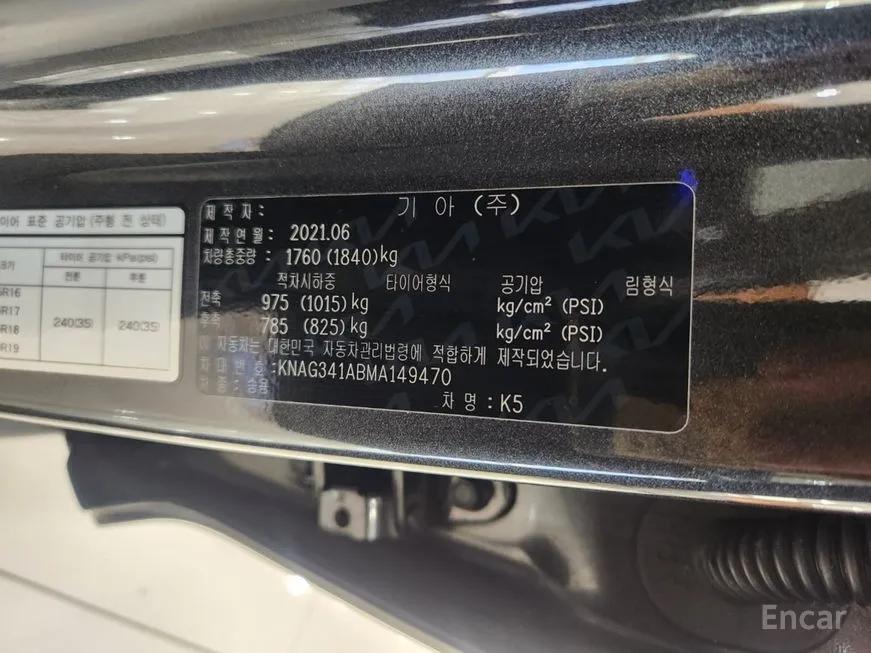 이어 표준 공기압 (주행 전 상태)
크기 타이어 공기압 kPa(psi)
전륜 후륜
5R16
R17
R18
R19
240(35) 240(35)
제 작 자 : 기 아 (주)
제 작 연 월 : 2021.06
차량총중량 : 1760 (1840)kg
적차시하중 타이어형식 공기압 림형식
전축 975 (1015) kg kg/cm² (PSI)
후축 785 (825) kg kg/cm² (PSI)
이 자동차는 대한민국 자동차관리법령에 적합하게 제작되었습니다.
차 대 번 호 : KNAG341ABMA149470
차 종 : 승용
차 명 : K5
Encar